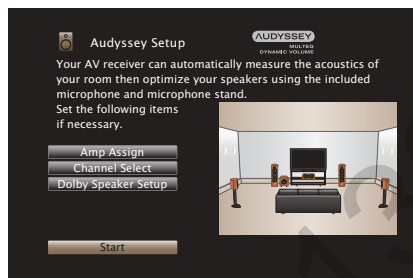 Audyssey Setup
AUDYSSEY
MULTEQ
DYNAMIC VOLUME
Your AV receiver can automatically measure the acoustics of
your room then optimize your speakers using the included
microphone and microphone stand.
Set the following items
if necessary.
Amp Assign
Channel Select
Dolby Speaker Setup
Start